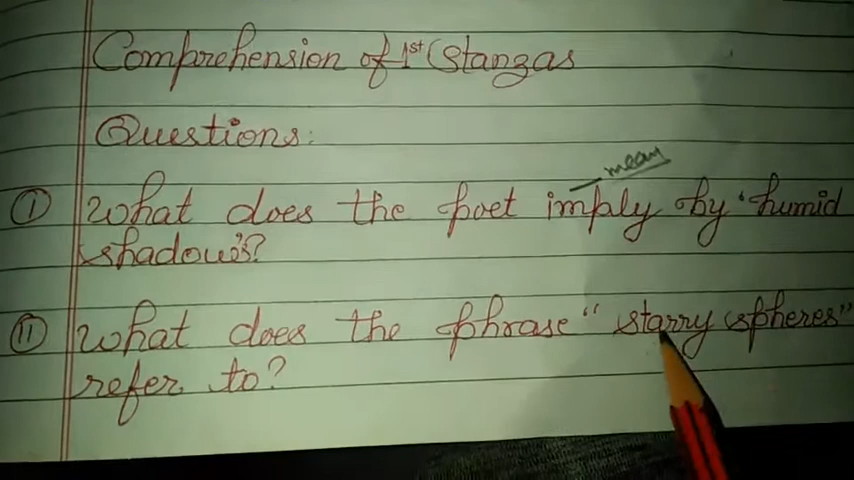 Comprehension of 1st Stanzas
Questions:
mean
I What does the poet imply by 'humid
shadows'?
II What does the phrase "starry spheres"
refer to?